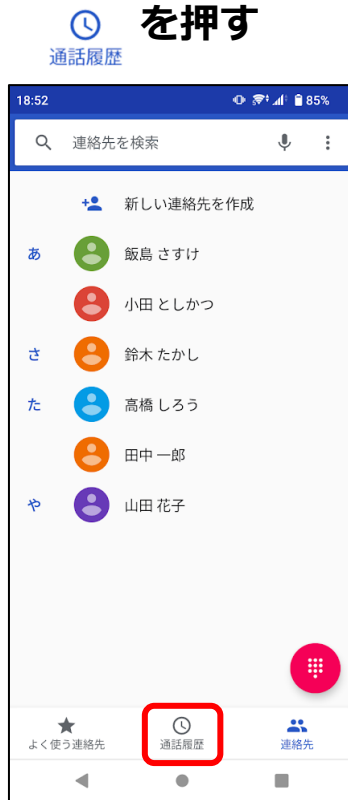 を押す
通話履歴
18:52 85%
連絡先を検索
新しい連絡先を作成
あ 飯島 さすけ
小田 としかつ
さ 鈴木 たかし
た 高橋 しろう
田中 一郎
や 山田 花子
よく使う連絡先 通話履歴 連絡先